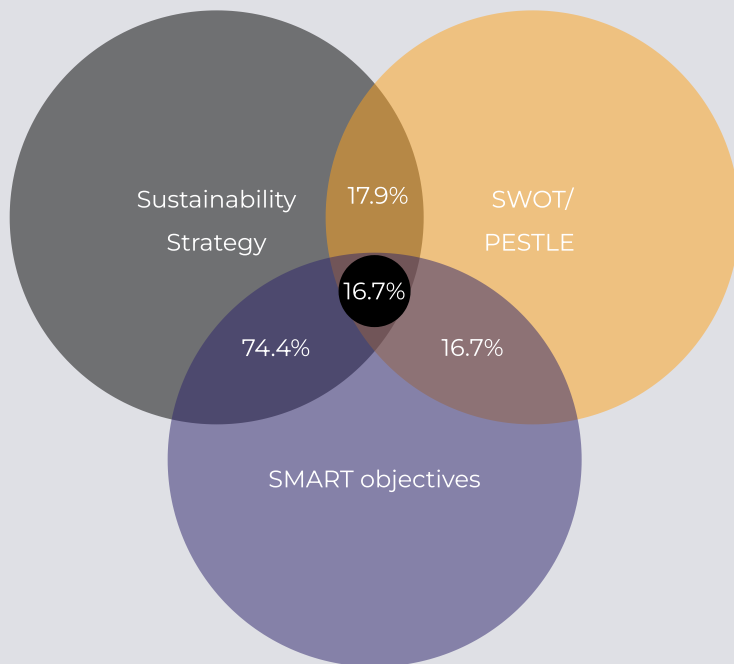 17.9%
Sustainability
Strategy
SWOT/
PESTLE
16.7%
74.4%
16.7%
SMART objectives